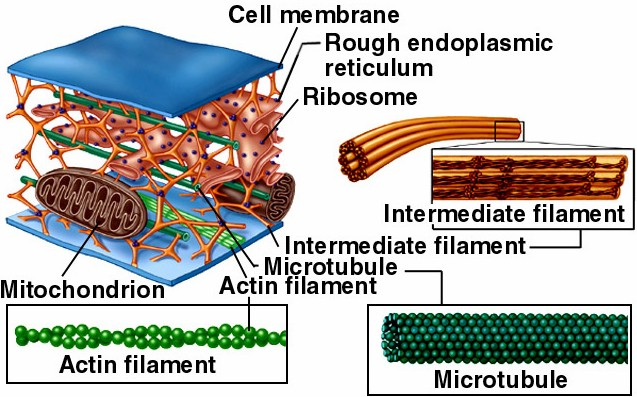 Cell membrane
Rough endoplasmic
reticulum
Ribosome
Intermediate filament
Intermediate filament
Microtubule
Actin filament
Mitochondrion
Actin filament
Microtubule